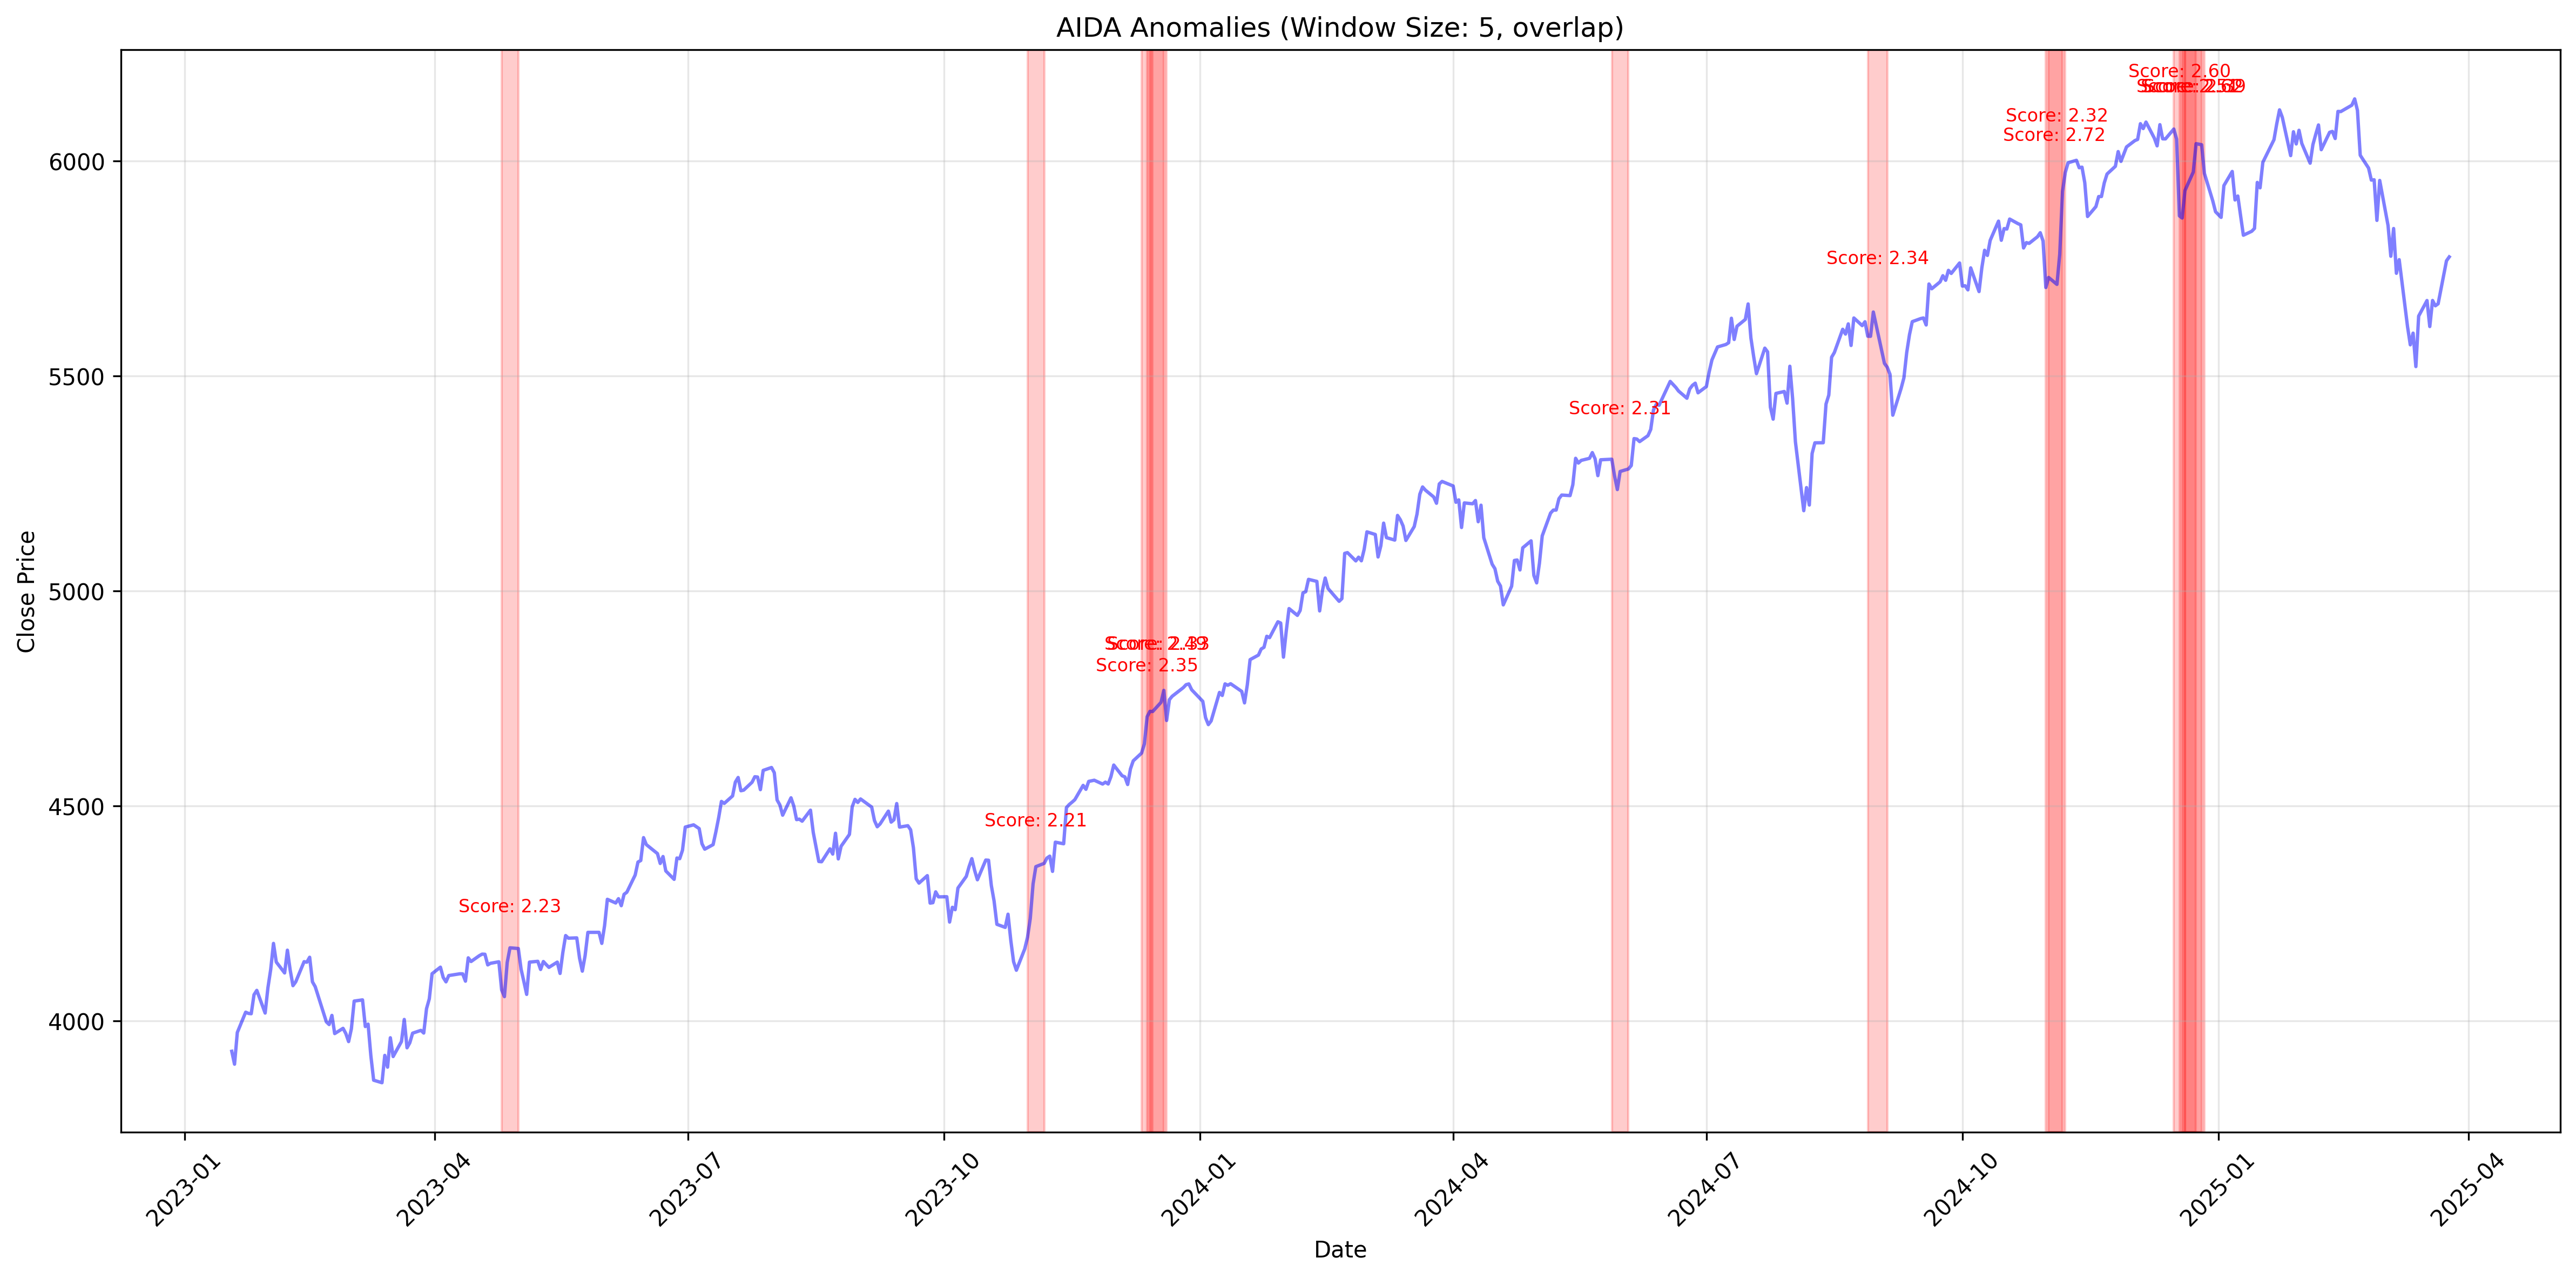 AIDA Anomalies (Window Size: 5, overlap)
Close Price
6000
5500
5000
4500
4000
Score: 2.60
Score: 2.32
Score: 2.72
Score: 2.34
Score: 2.31
Score: 2.35
Score: 2.21
Score: 2.23
2023-01
2023-04
2023-07
2023-10
2024-01
2024-04
2024-07
2024-10
2025-01
2025-04
Date